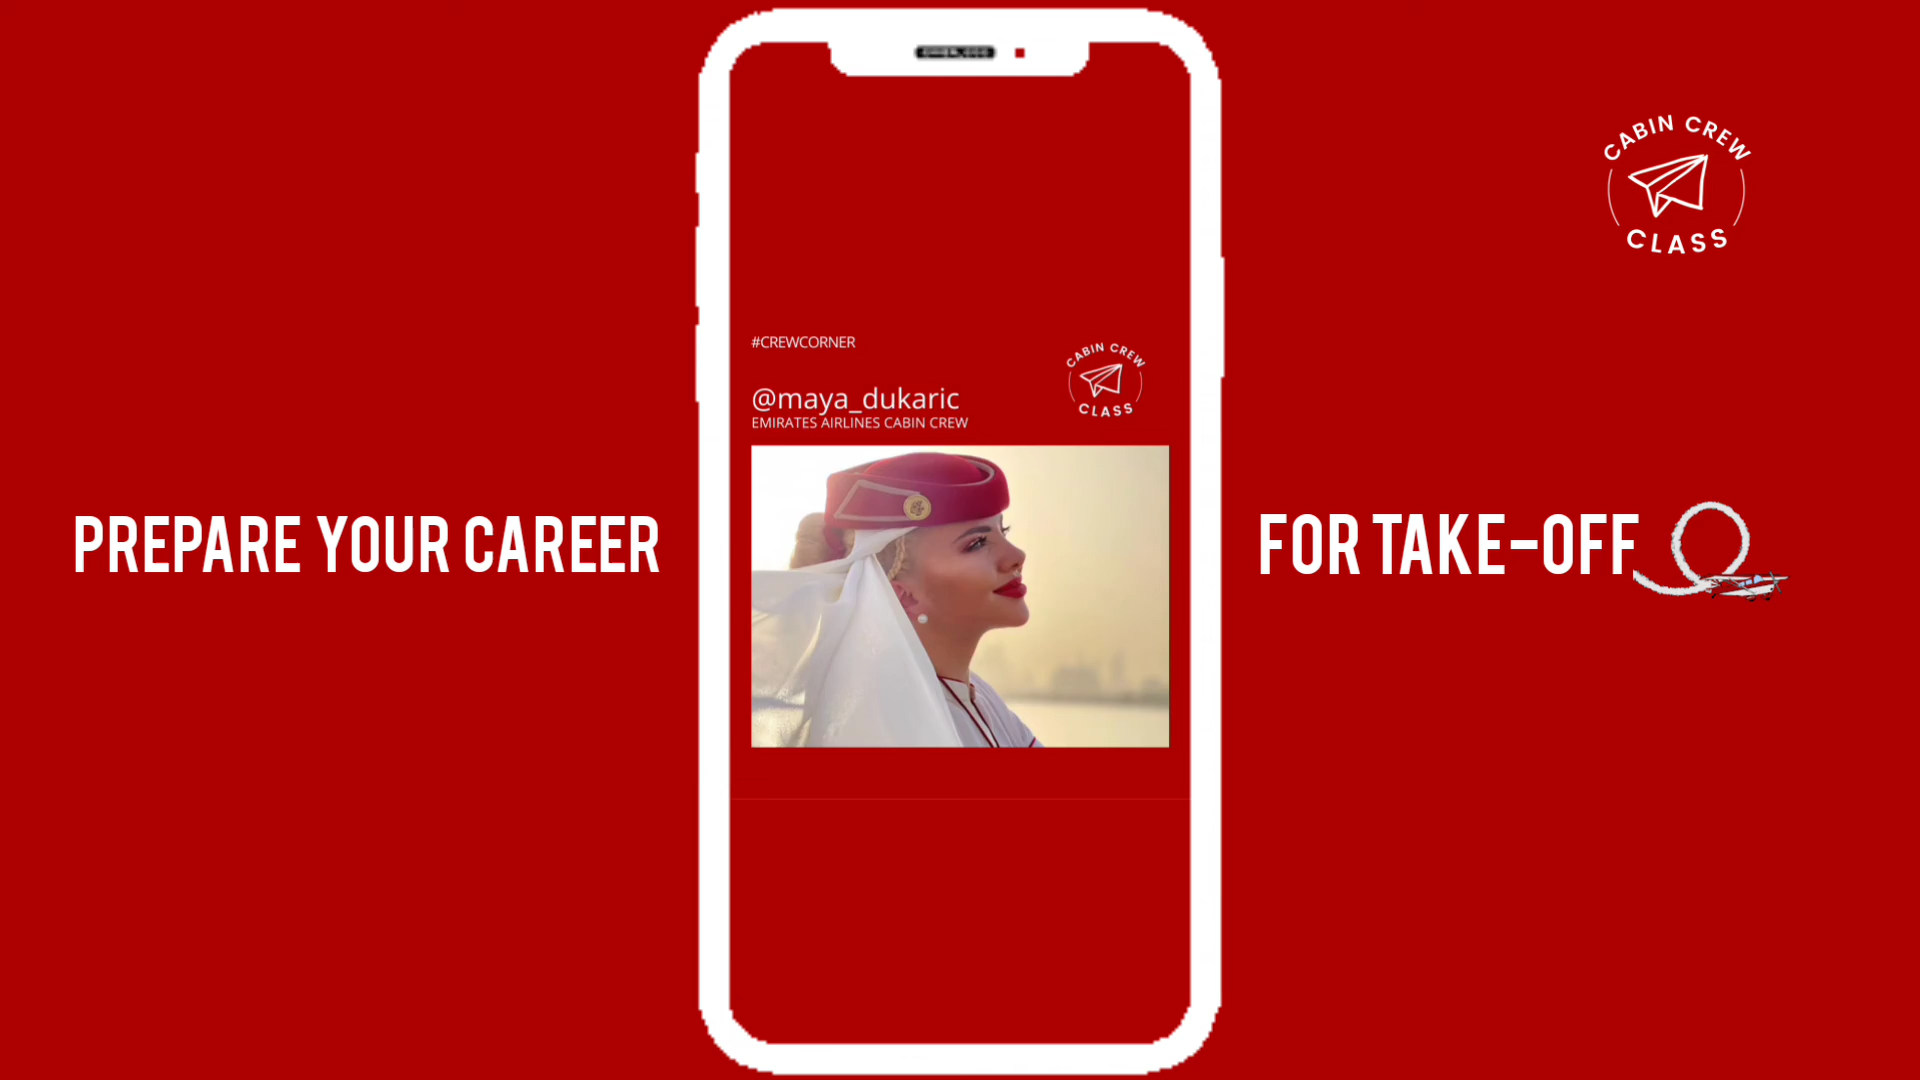 CABIN CREW
CLASS
#CREWCORNER
@maya_dukaric
EMIRATES AIRLINES CABIN CREW
CABIN CREW
CLASS
PREPARE YOUR CAREER
FOR TAKE-OFF